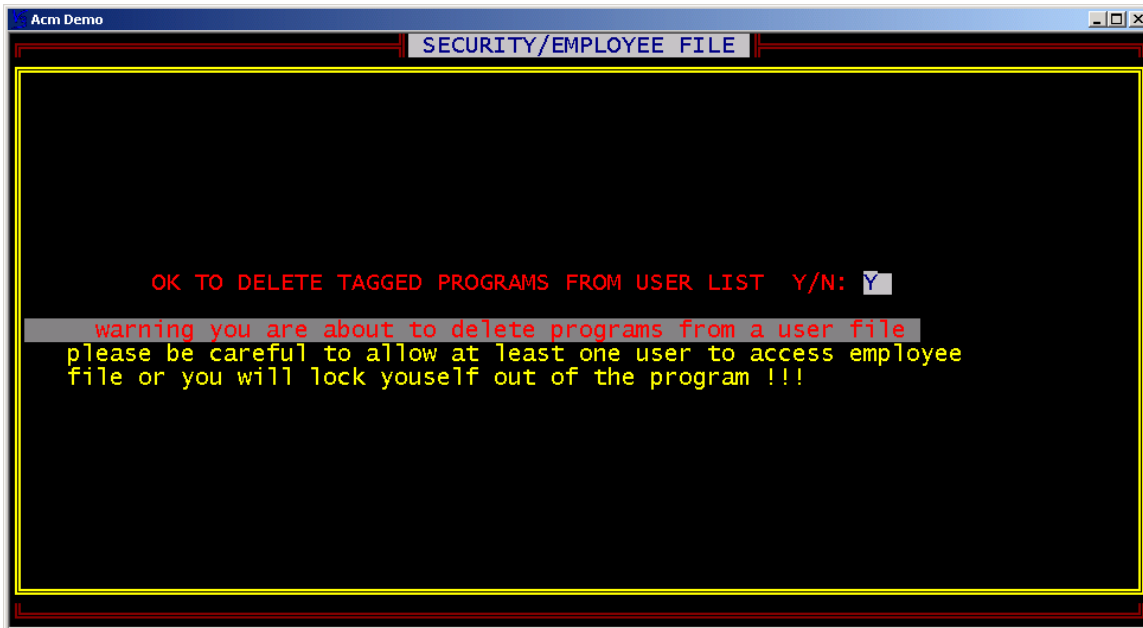 Acm Demo
SECURITY/EMPLOYEE FILE
OK TO DELETE TAGGED PROGRAMS FROM USER LIST Y/N: Y
warning you are about to delete programs from a user file
please be careful to allow at least one user to access employee
file or you will lock youself out of the program !!!